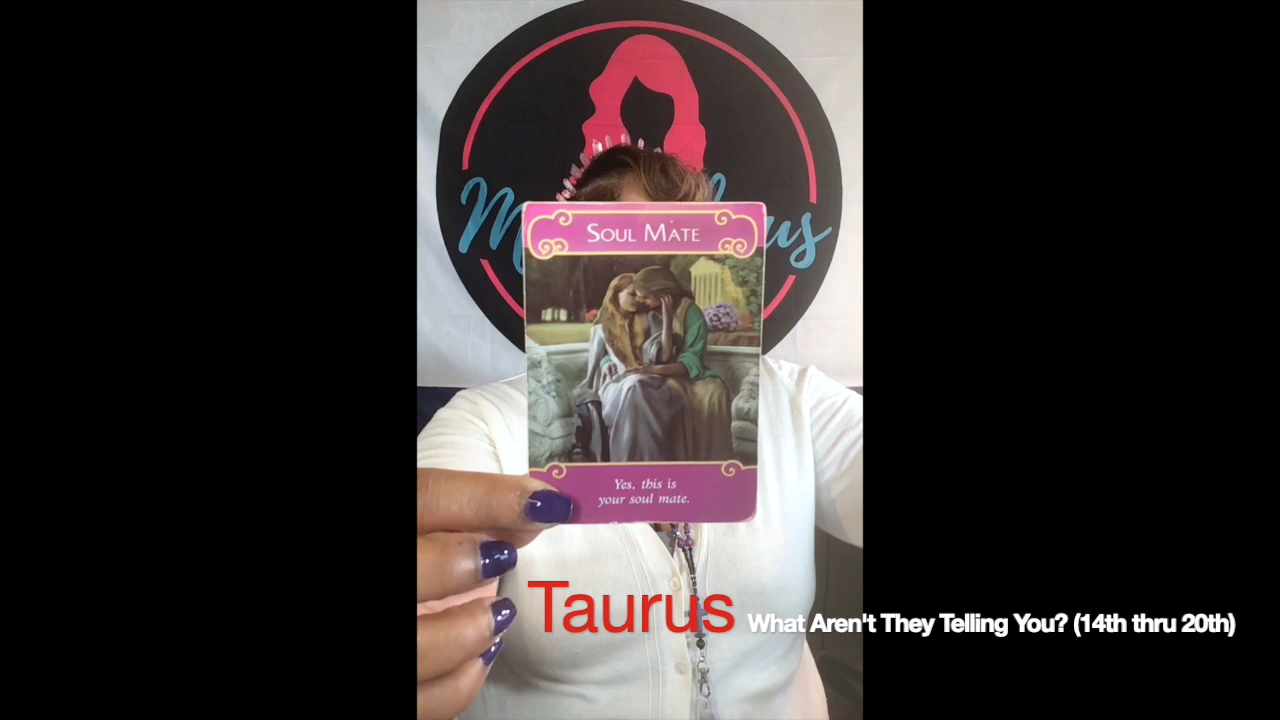 SOUL MATE
Yes, this is
your soul mate.
Taurus What Aren't They Telling You? (14th thru 20th)